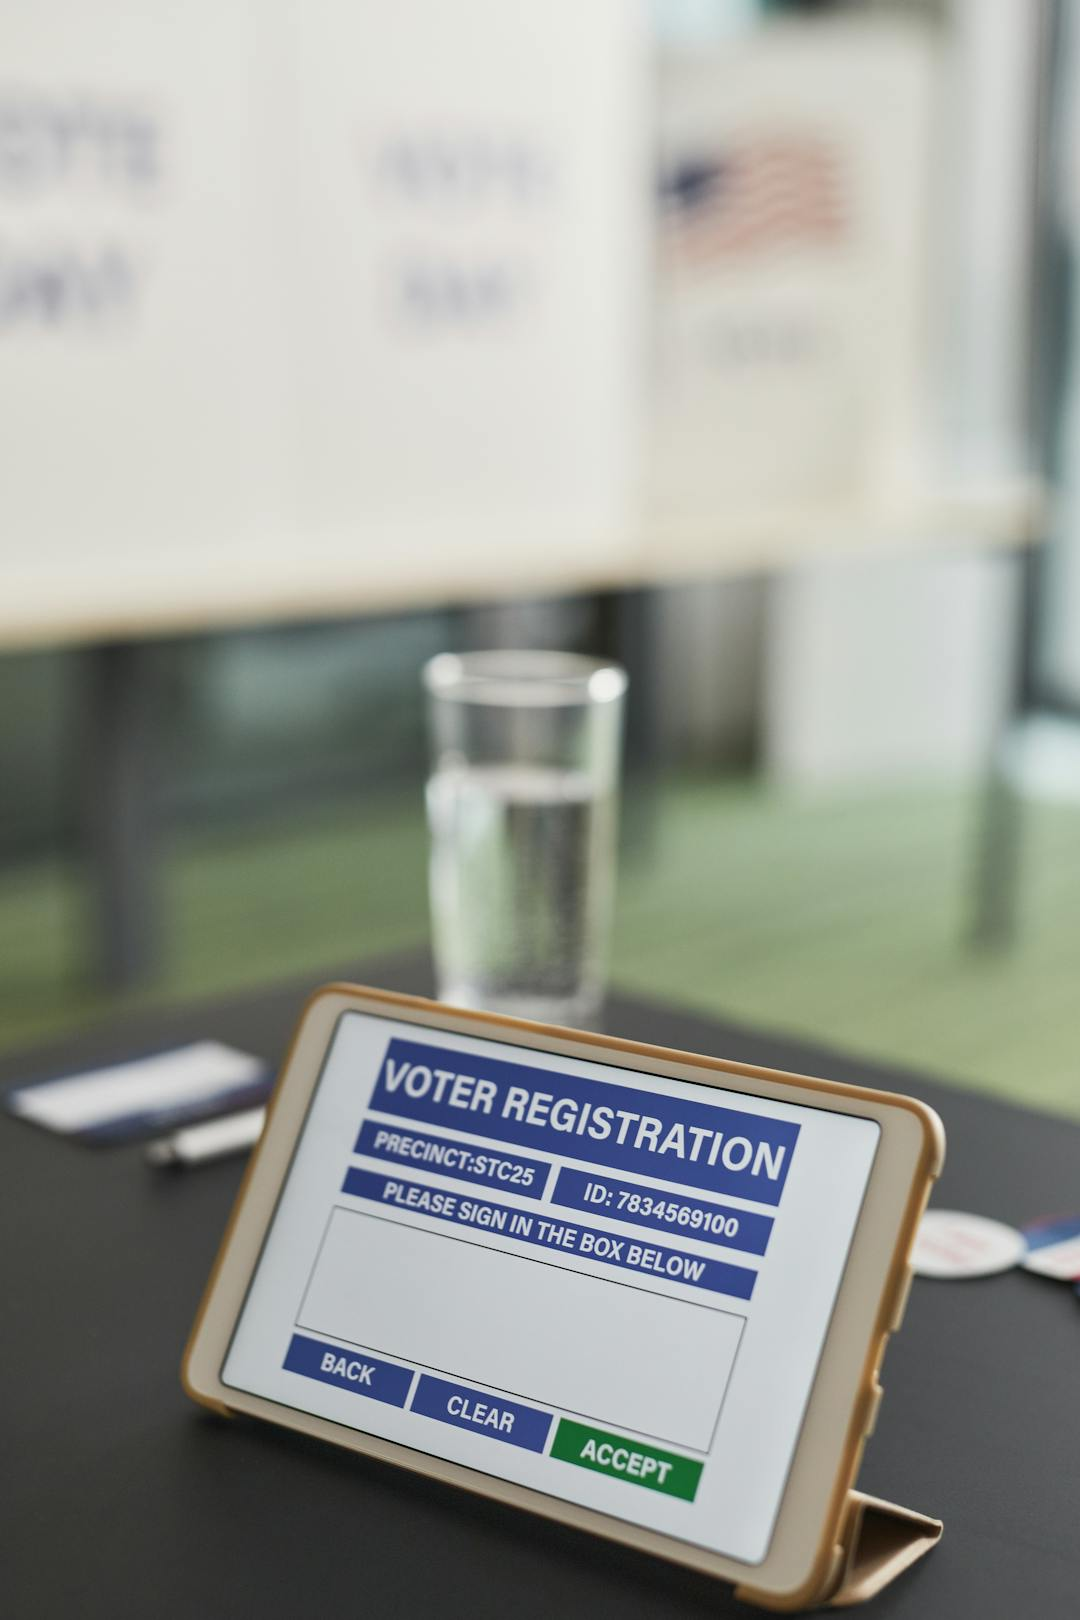 VOTER REGISTRATION
PRECINCT:STC25
ID: 7834569100
PLEASE SIGN IN THE BOX BELOW
BACK
CLEAR
ACCEPT